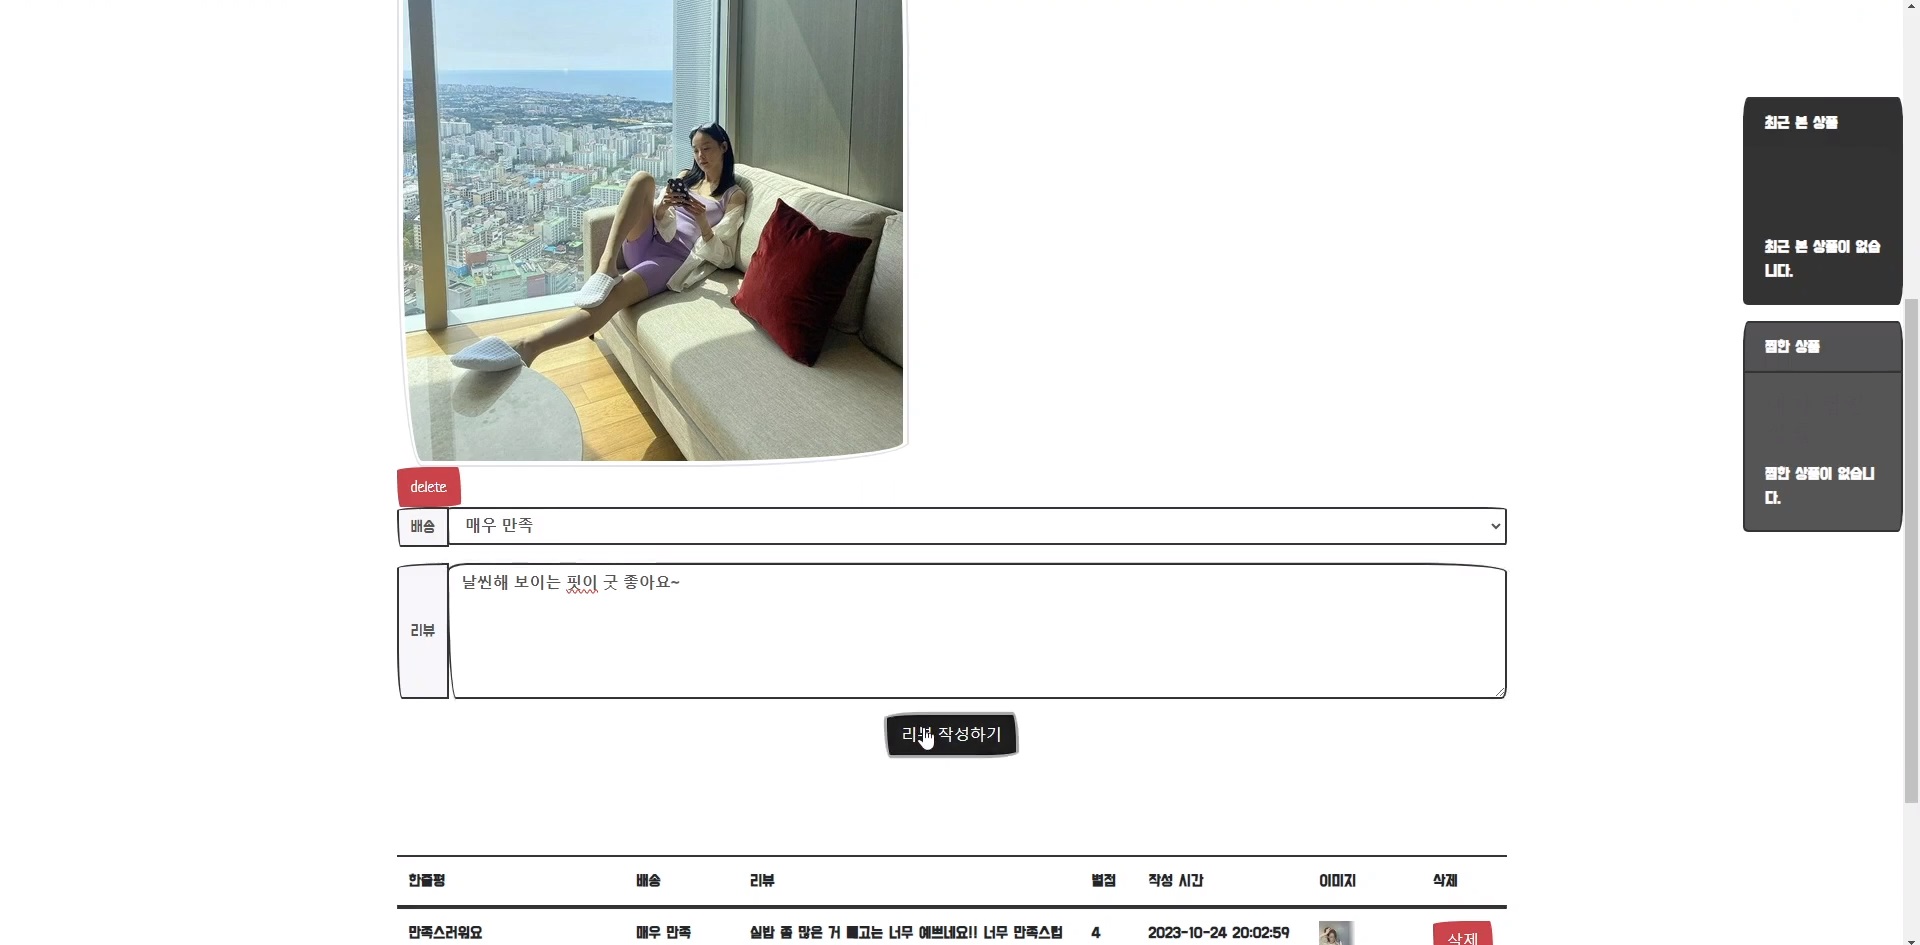 최근 본 상품
최근 본 상품이 없습
니다.
찜한 상품
찜한 상품이 없습니
다.
delete
배송
매우 만족
리뷰
날씬해 보이는 핏이 굿 좋아요~
작성하기
한줄평 배송 리뷰 별점 작성 시간 이미지 삭제
만족스러워요 매우 만족 실밥 좀 많은 거 빼고는 너무 예쁘네요!! 너무 만족스럽 4 2023-10-24 20:02:59 삭제